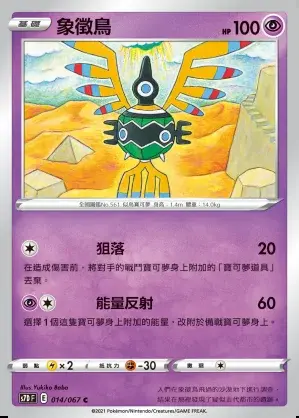 基礎
象徵鳥
HP 100
全國圖鑑No.561 似鳥寶可夢 身高:1.4m 體重:14.0kg
狙落 20
在造成傷害前,將對手的戰鬥寶可夢身上附加的「寶可夢道具」
丟棄。
能量反射 60
選擇1個這隻寶可夢身上附加的能量,改附於備戰寶可夢身上。
弱點 ×2 抵抗力 -30 撤退
Illus. Yukiko Baba
S7D F E 014/067 C
©2021 Pokémon/Nintendo/Creatures/GAME FREAK.